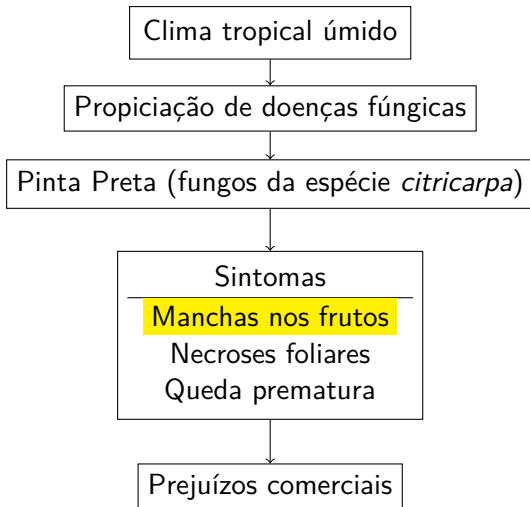 Clima tropical úmido
Propiciação de doenças fúngicas
Pinta Preta (fungos da espécie citricarpa)
Sintomas
Manchas nos frutos
Necroses foliares
Queda prematura
Prejuízos comerciais